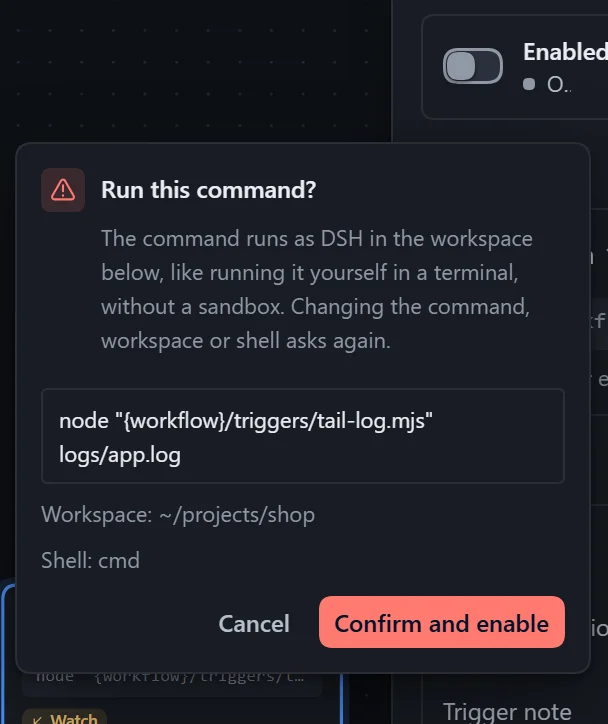 Enabled
O..
Run this command?
The command runs as DSH in the workspace
below, like running it yourself in a terminal,
without a sandbox. Changing the command,
workspace or shell asks again.
node "{workflow}/triggers/tail-log.mjs"
logs/app.log
Workspace: ~/projects/shop
Shell: cmd
Cancel
Confirm and enable
node "{workflow}/triggers/t…
Watch
Trigger note